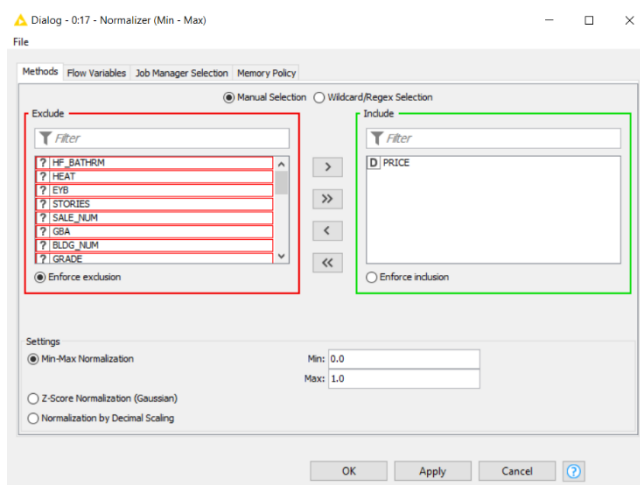 Dialog - 0:17 - Normalizer (Min - Max)
File
Methods Flow Variables Job Manager Selection Memory Policy
Manual Selection Wildcard/Regex Selection
Exclude Include
Filter Filter
? HF_BATHRM D PRICE
? HEAT
? EYB
? STORIES
? SALE_NUM
? GBA
? BLDG_NUM
? GRADE
> 
>>
<
<<
Enforce exclusion Enforce inclusion
Settings
Min-Max Normalization Min: 0.0
Max: 1.0
Z-Score Normalization (Gaussian)
Normalization by Decimal Scaling
OK Apply Cancel ?